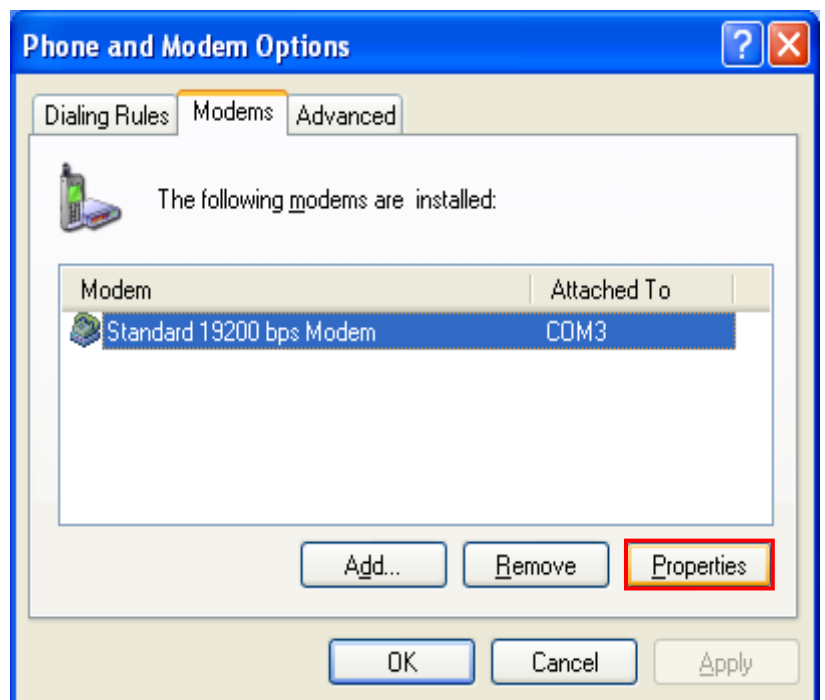 Phone and Modem Options
Dialing Rules Modems Advanced
The following modems are installed:
Modem Attached To
Standard 19200 bps Modem COM3
Add... Remove Properties
OK Cancel Apply